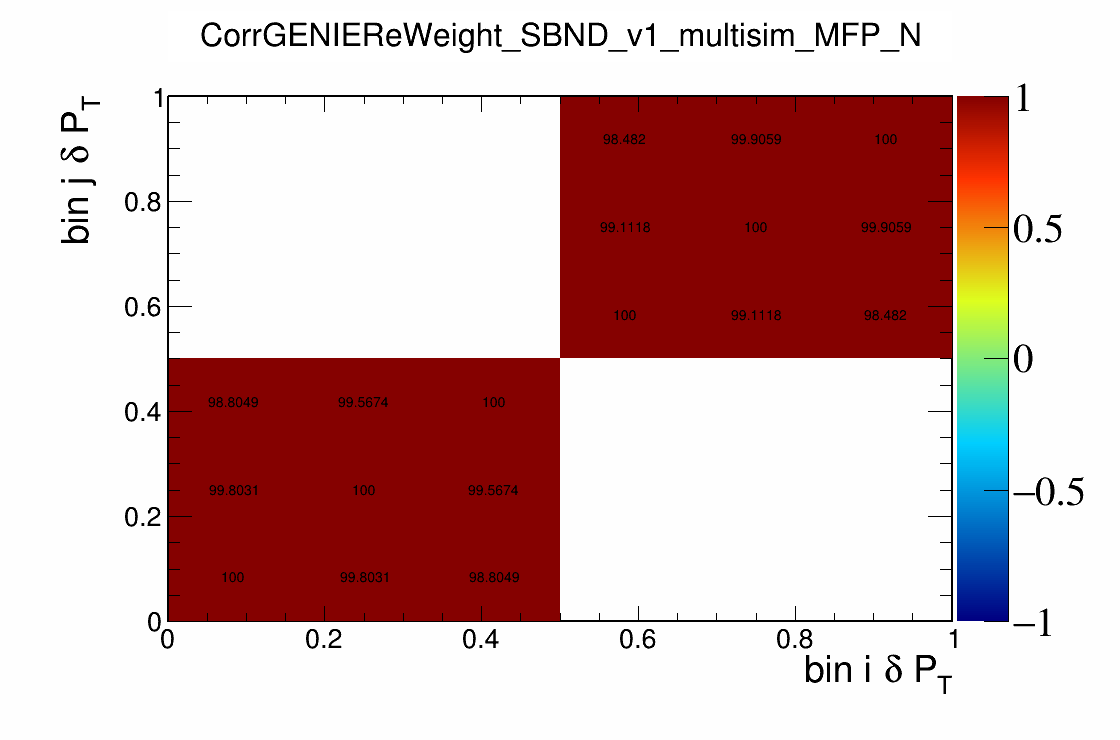 CorrGENIEReWeight_SBND_v1_multisim_MFP_N
bin j δ P_T
1
0.8
0.6
0.4
0.2
0
98.482 99.9059 100
99.1118 100 99.9059
100 99.1118 98.482
98.8049 99.5674 100
99.8031 100 99.5674
100 99.8031 98.8049
0 0.2 0.4 0.6 0.8 1
bin i δ P_T
1
0.5
0
−0.5
−1